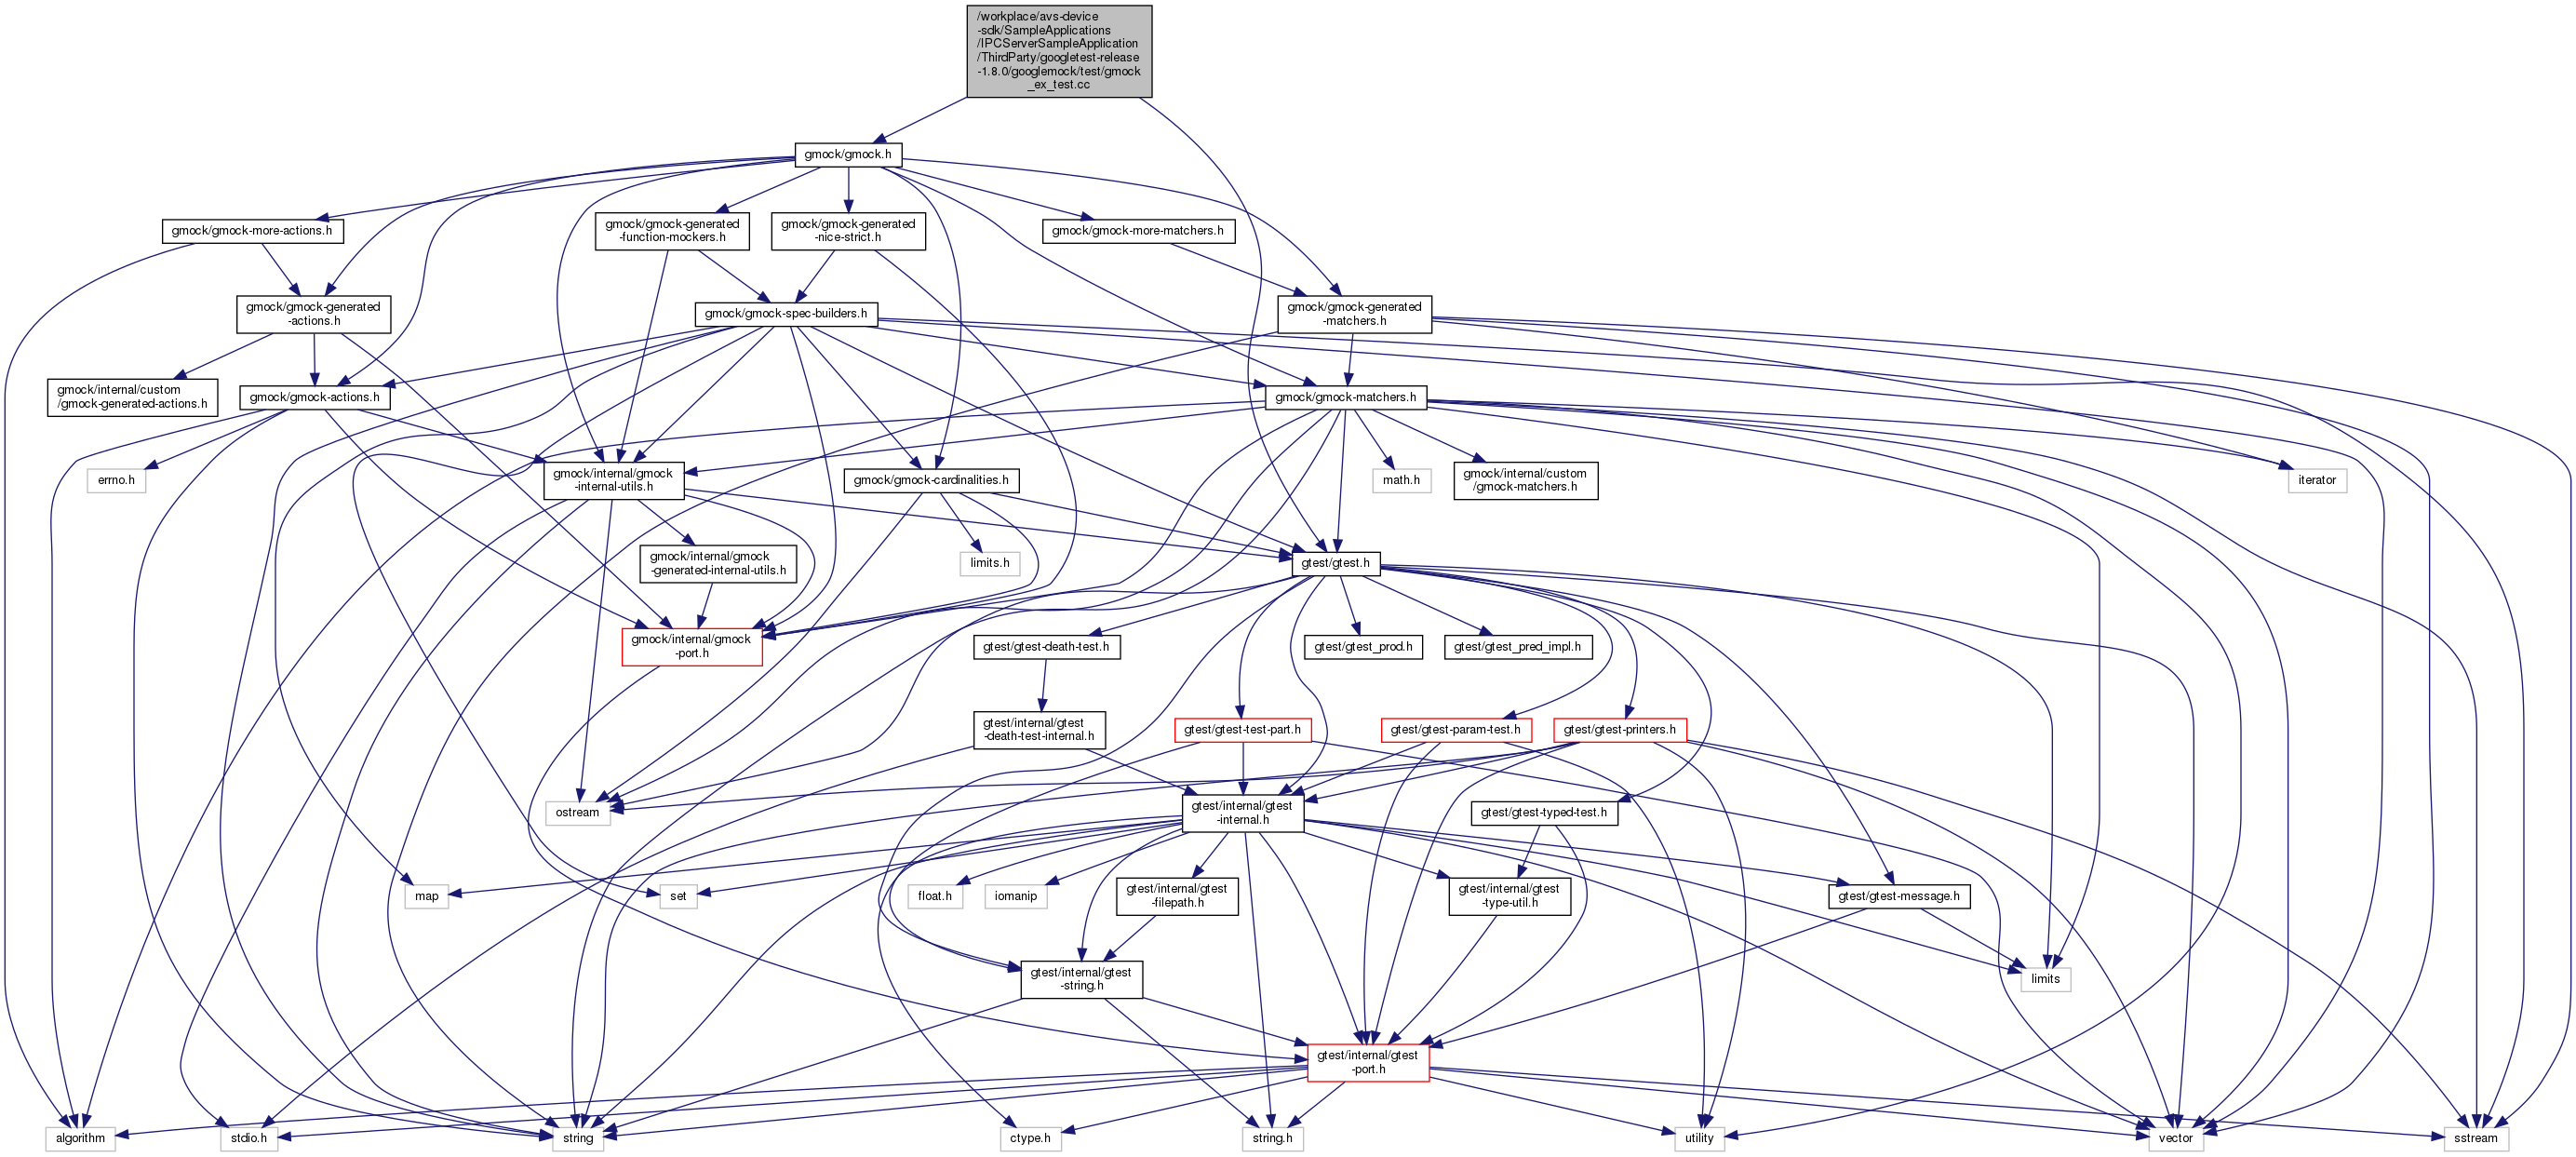 /workplace/avs-device
-sdk/SampleApplications
/IPCServerSampleApplication
/ThirdParty/googletest-release
-1.8.0/googlemock/test/gmock
_ex_test.cc
gmock/gmock.h
gmock/gmock-more-actions.h
gmock/gmock-generated
-function-mockers.h
gmock/gmock-generated
-nice-strict.h
gmock/gmock-more-matchers.h
gmock/gmock-generated
-actions.h
gmock/gmock-spec-builders.h
gmock/gmock-generated
-matchers.h
gmock/internal/custom
/gmock-generated-actions.h
gmock/gmock-actions.h
gmock/gmock-matchers.h
errno.h
gmock/internal/gmock
-internal-utils.h
gmock/gmock-cardinalities.h
math.h
gmock/internal/custom
/gmock-matchers.h
iterator
gmock/internal/gmock
-generated-internal-utils.h
limits.h
gtest/gtest.h
gmock/internal/gmock
-port.h
gtest/gtest-death-test.h
gtest/gtest_prod.h
gtest/gtest_pred_impl.h
gtest/internal/gtest
-death-test-internal.h
gtest/gtest-test-part.h
gtest/gtest-param-test.h
gtest/gtest-printers.h
ostream
gtest/internal/gtest
-internal.h
gtest/gtest-typed-test.h
map
set
float.h
iomanip
gtest/internal/gtest
-filepath.h
gtest/internal/gtest
-type-util.h
gtest/gtest-message.h
gtest/internal/gtest
-string.h
limits
gtest/internal/gtest
-port.h
algorithm
stdio.h
string
ctype.h
string.h
utility
vector
sstream